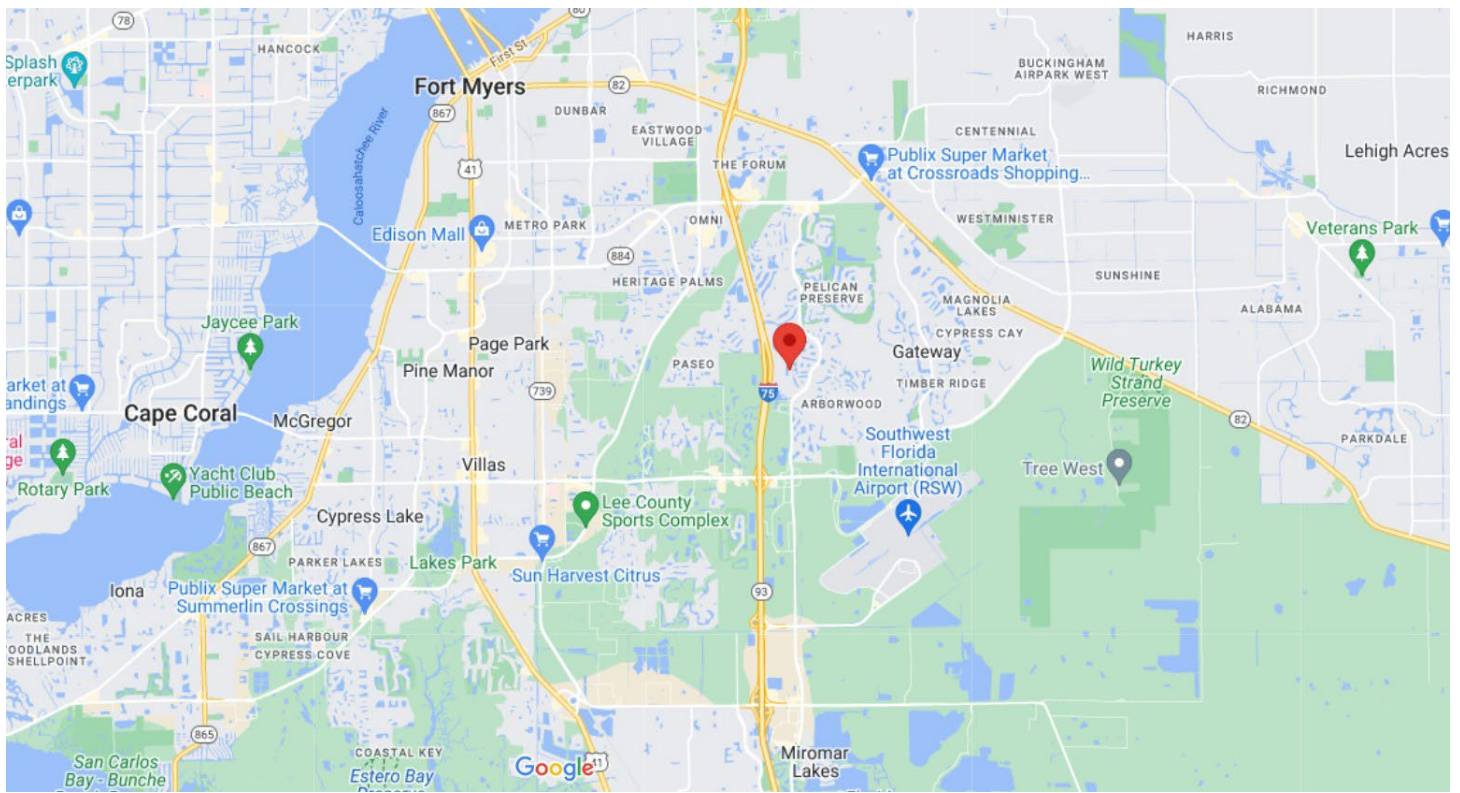 78
HANCOCK
Splash
erpark
First St
80
Fort Myers
867
82
DUNBAR
EASTWOOD
VILLAGE
THE FORUM
BUCKINGHAM
AIRPARK WEST
HARRIS
RICHMOND
CENTENNIAL
Lehigh Acres
Publix Super Market
at Crossroads Shopping...
Caloosahatchee River
41
METRO PARK
OMNI
Edison Mall
884
WESTMINISTER
Veterans Park
HERITAGE PALMS
PELICAN
PRESERVE
SUNSHINE
MAGNOLIA
LAKES
ALABAMA
Jaycee Park
Page Park
Pine Manor
PASEO
CYPRESS CAY
Gateway
TIMBER RIDGE
Wild Turkey
Strand
Preserve
arket at
andings
739
75
ARBORWOOD
Cape Coral
McGregor
82
PARKDALE
ral
ge
Rotary Park
Yacht Club
Public Beach
Villas
Southwest
Florida
International
Airport (RSW)
Tree West
Cypress Lake
Lee County
Sports Complex
867
PARKER LAKES
Lakes Park
Sun Harvest Citrus
Iona
Publix Super Market at
Summerlin Crossings
93
ACRES
THE
OODLANDS
SHELLPOINT
SAIL HARBOUR
CYPRESS COVE
865
San Carlos
Bay - Bunche
COASTAL KEY
Estero Bay
Preserve
Google
41
Miromar
Lakes